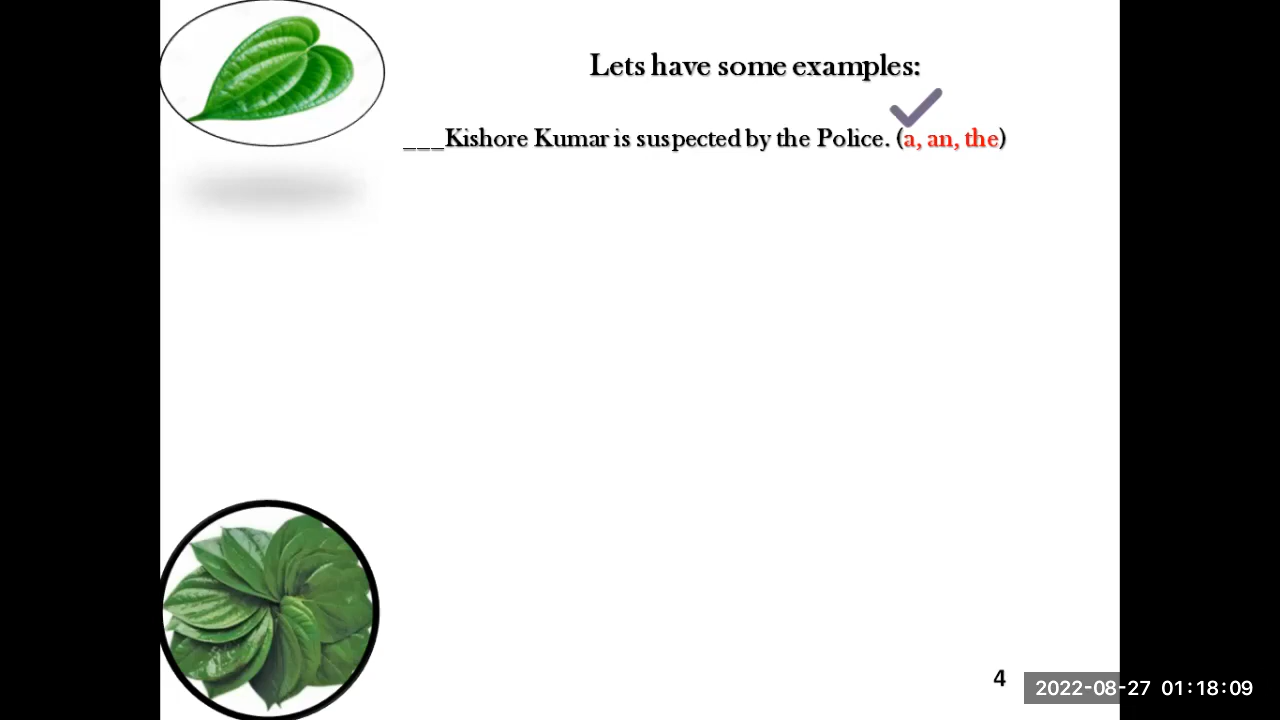 Lets have some examples:
___Kishore Kumar is suspected by the Police. (a, an, the)
4
2022-08-27 01:18:09